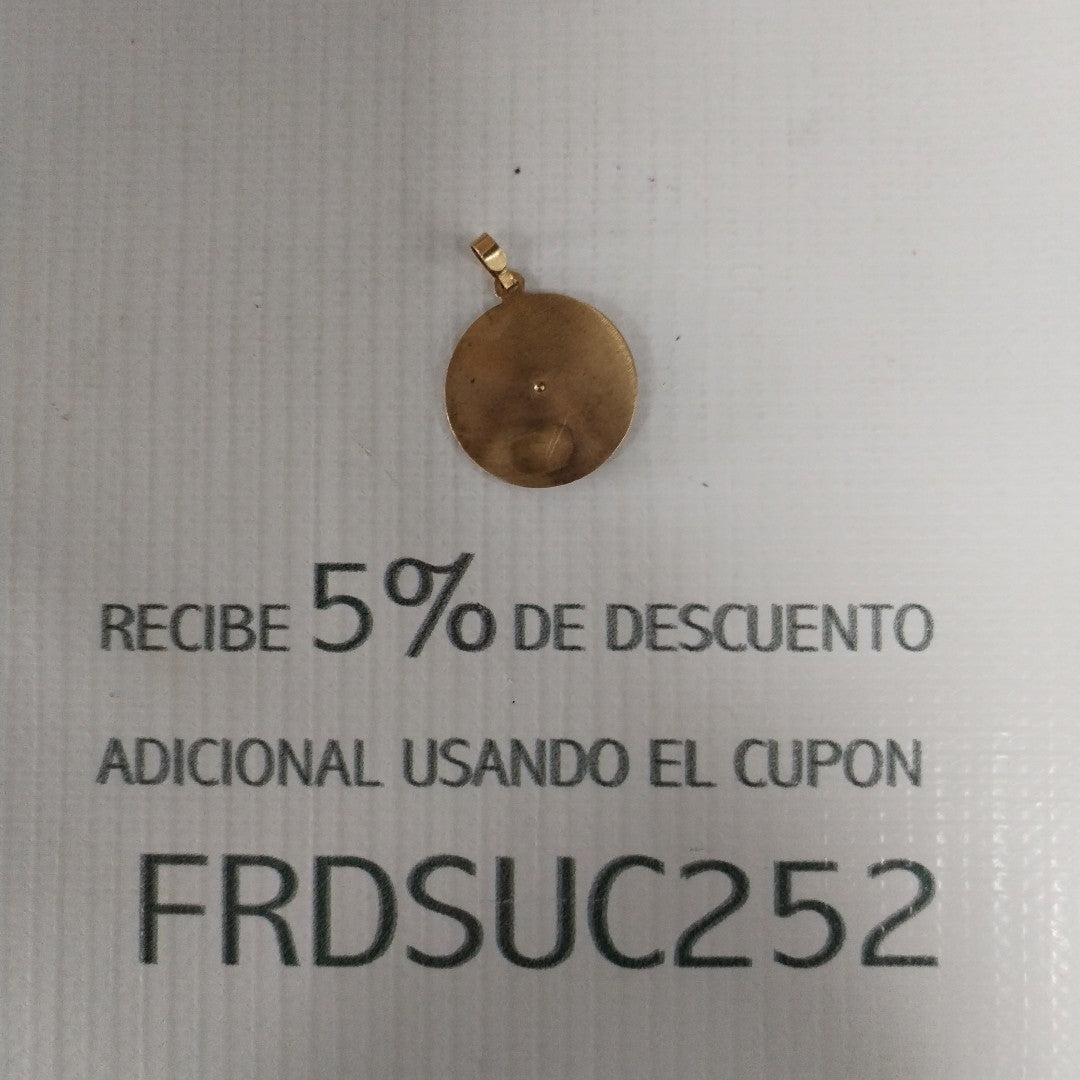 RECIBE 5% DE DESCUENTO
ADICIONAL USANDO EL CUPON
FRDSUC252